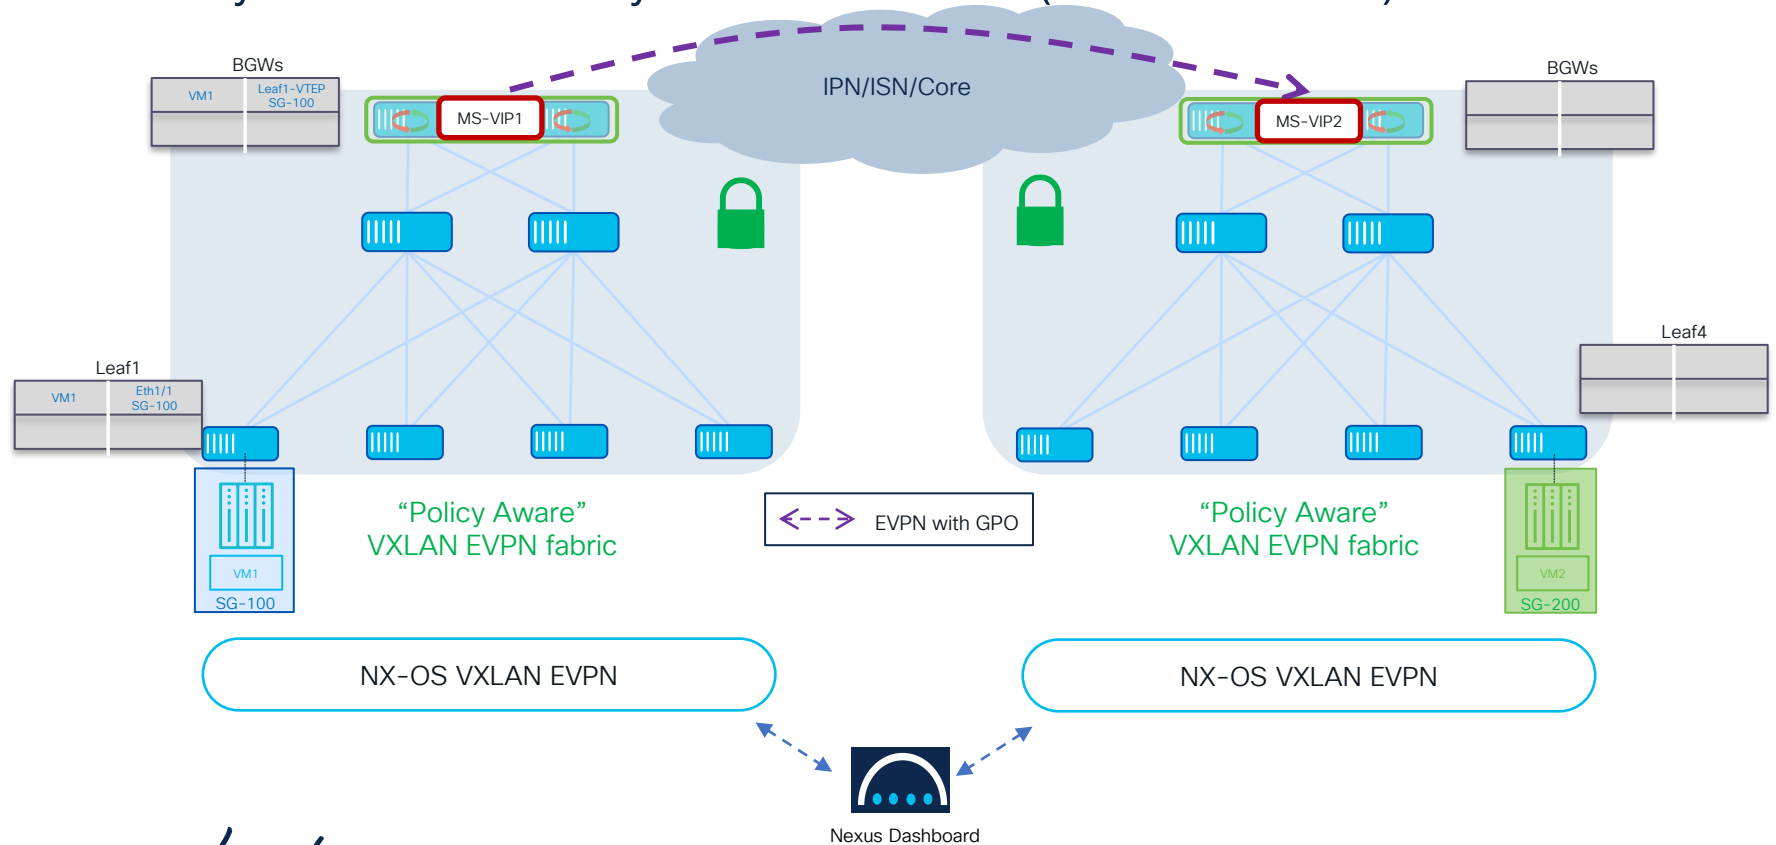 IPN/ISN/Core
BGWs
VM1
Leaf1-VTEP
SG-100
MS-VIP1
MS-VIP2
BGWs
Leaf1
VM1
Eth1/1
SG-100
Leaf4
“Policy Aware”
VXLAN EVPN fabric
EVPN with GPO
“Policy Aware”
VXLAN EVPN fabric
VM1
SG-100
VM2
SG-200
NX-OS VXLAN EVPN
NX-OS VXLAN EVPN
Nexus Dashboard